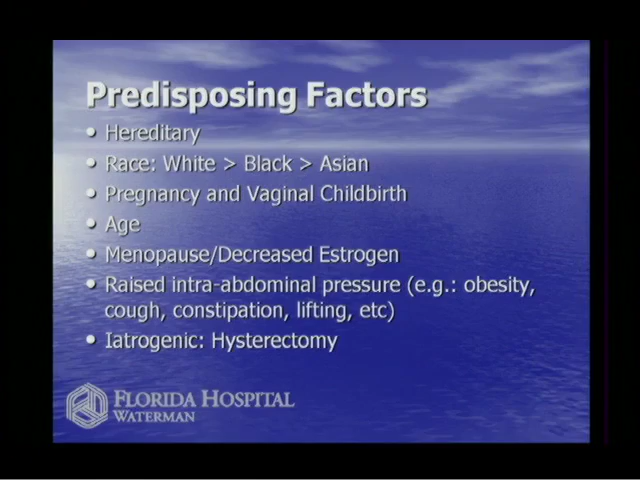 Predisposing Factors
• Hereditary
• Race: White > Black > Asian
• Pregnancy and Vaginal Childbirth
• Age
• Menopause/Decreased Estrogen
• Raised intra-abdominal pressure (e.g.: obesity,
cough, constipation, lifting, etc)
• Iatrogenic: Hysterectomy
FLORIDA HOSPITAL
WATERMAN